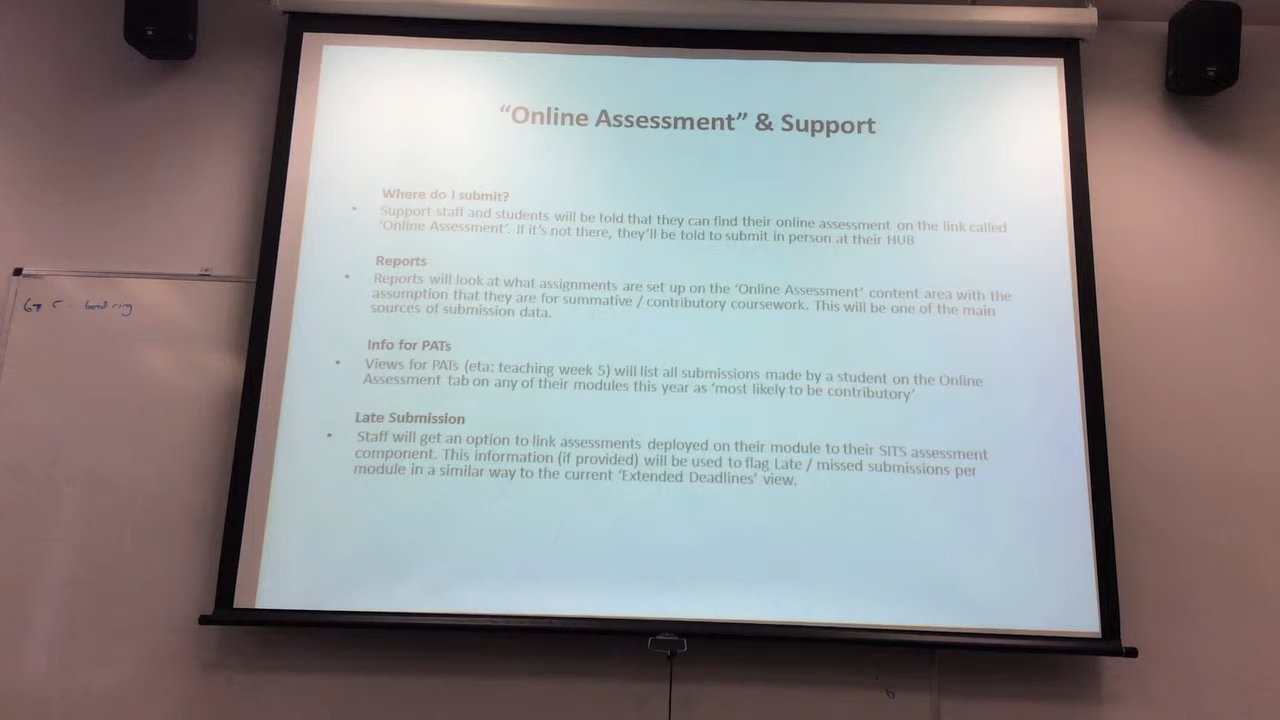 “Online Assessment” & Support
Where do I submit?
• Support staff and students will be told that they can find their online assessment on the link called
‘Online Assessment’. If it’s not there, they’ll be told to submit in person at their HUB
Reports
• Reports will look at what assignments are set up on the ‘Online Assessment’ content area with the
assumption that they are for summative / contributory coursework. This will be one of the main
sources of submission data.
Info for PATs
• Views for PATs (eta: teaching week 5) will list all submissions made by a student on the Online
Assessment tab on any of their modules this year as ‘most likely to be contributory’
Late Submission
• Staff will get an option to link assessments deployed on their module to their SITS assessment
component. This information (if provided) will be used to flag Late / missed submissions per
module in a similar way to the current ‘Extended Deadlines’ view.